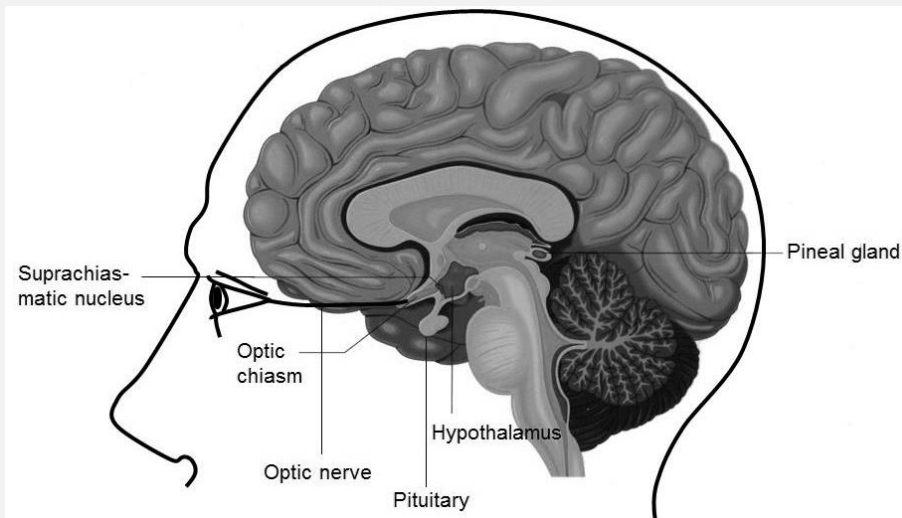 Pineal gland
Suprachias-
matic nucleus
Optic
chiasm
Hypothalamus
Optic nerve
Pituitary